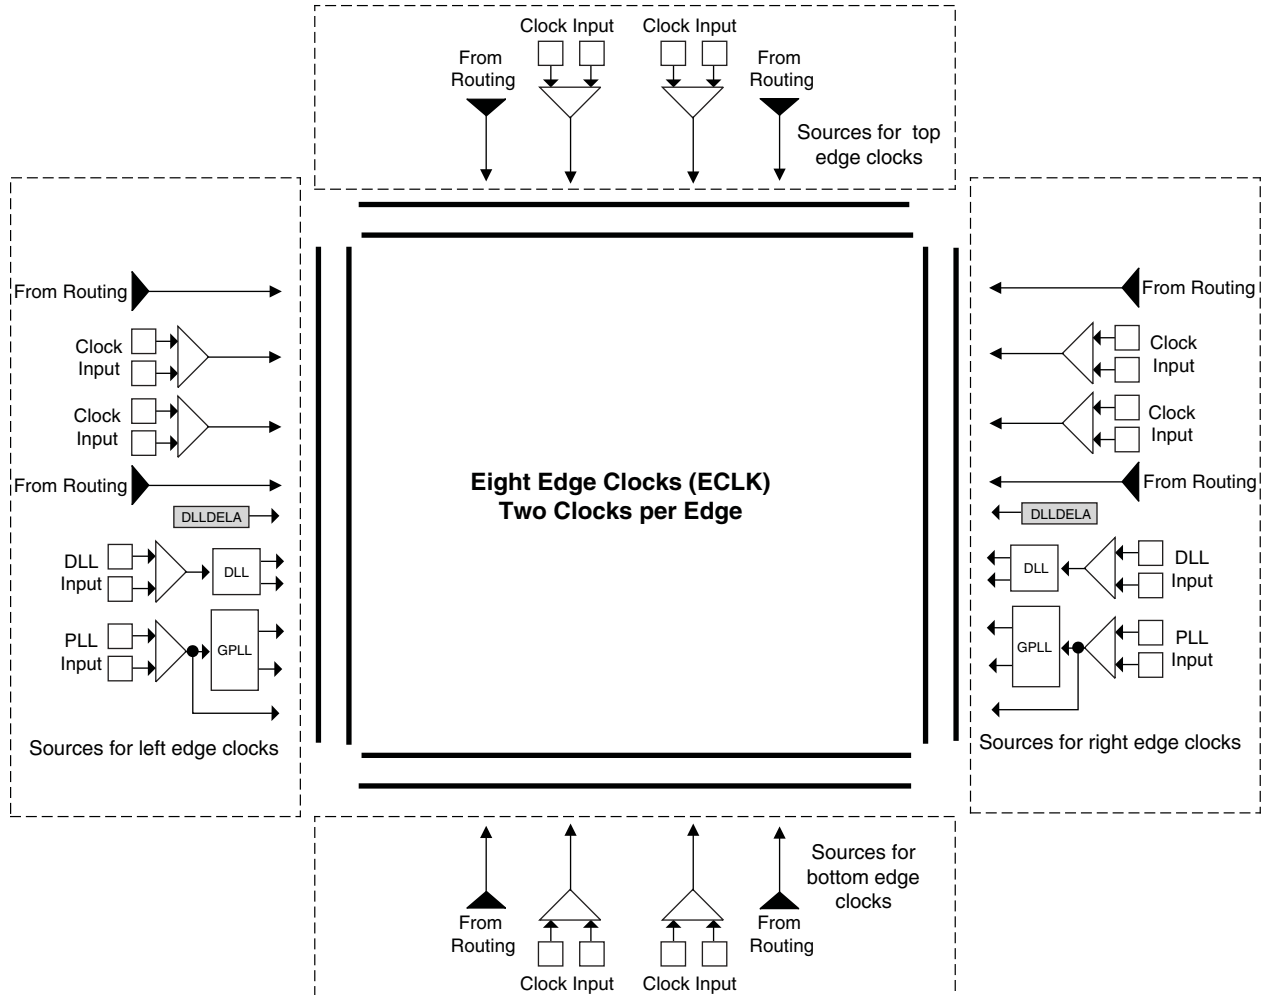 Clock Input
Clock Input
From
Routing
From
Routing
Sources for top
edge clocks
From Routing
Clock
Input
Clock
Input
From Routing
DLLDELA
DLL
Input
DLL
PLL
Input
GPLL
Sources for left edge clocks
Eight Edge Clocks (ECLK)
Two Clocks per Edge
From Routing
Clock
Input
Clock
Input
From Routing
DLLDELA
DLL
DLL
Input
GPLL
PLL
Input
Sources for right edge clocks
Sources for
bottom edge
clocks
From
Routing
From
Routing
Clock Input
Clock Input